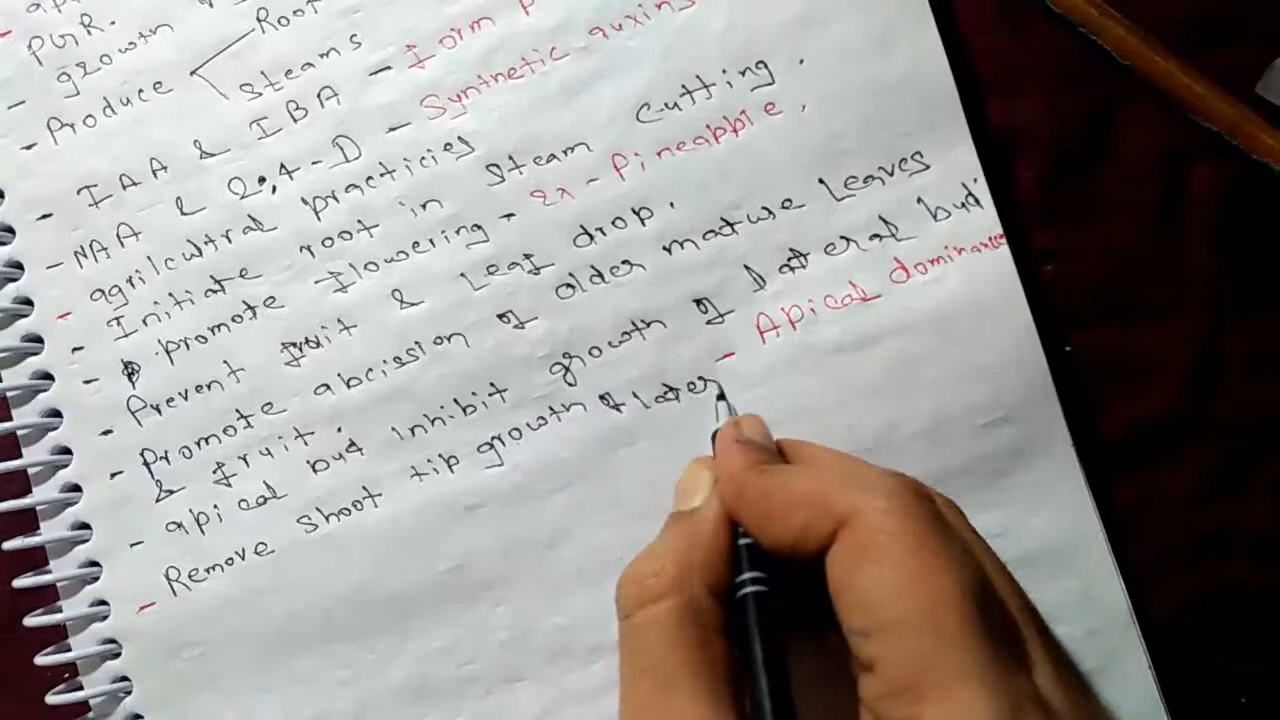 PGR.
- growth
- Produce Root
Steams
- IAA & IBA - Form P
- NAA & 2,4-D - Synthetic auxins
- agrilcultral practicies
- Initiate root in steam cutting.
- promote flowering - ex - Pineapple.
- Prevent fruit & leaf drop.
- Promote abcission of older mature leaves
& fruit.
- apical bud inhibit growth of lateral bud
- Apical dominance
- Remove shoot tip growth of later